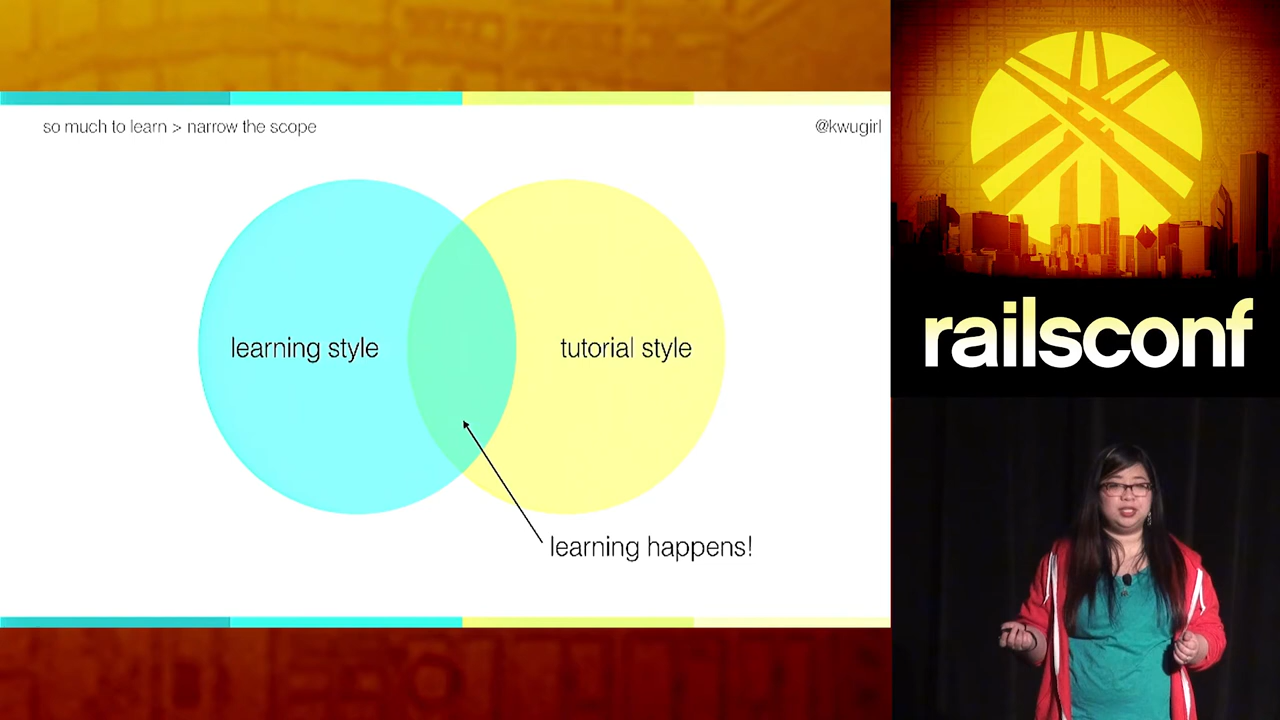 so much to learn > narrow the scope
@kwugirl
learning style
tutorial style
learning happens!
railsconf